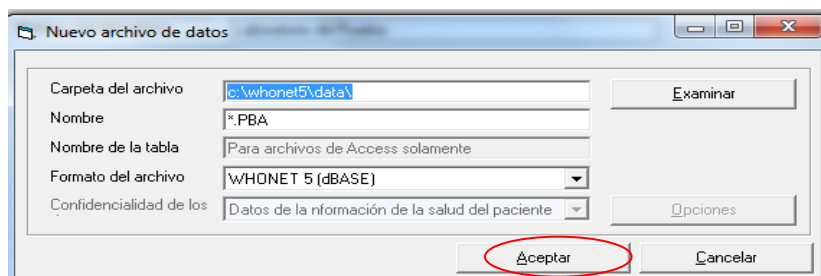 Nuevo archivo de datos
Carpeta del archivo c:\whonet5\data\ Examinar
Nombre *.PBA
Nombre de la tabla Para archivos de Access solamente
Formato del archivo WHONET 5 (dBASE)
Confidencialidad de los Datos de la nformación de la salud del paciente Opciones
Aceptar Cancelar